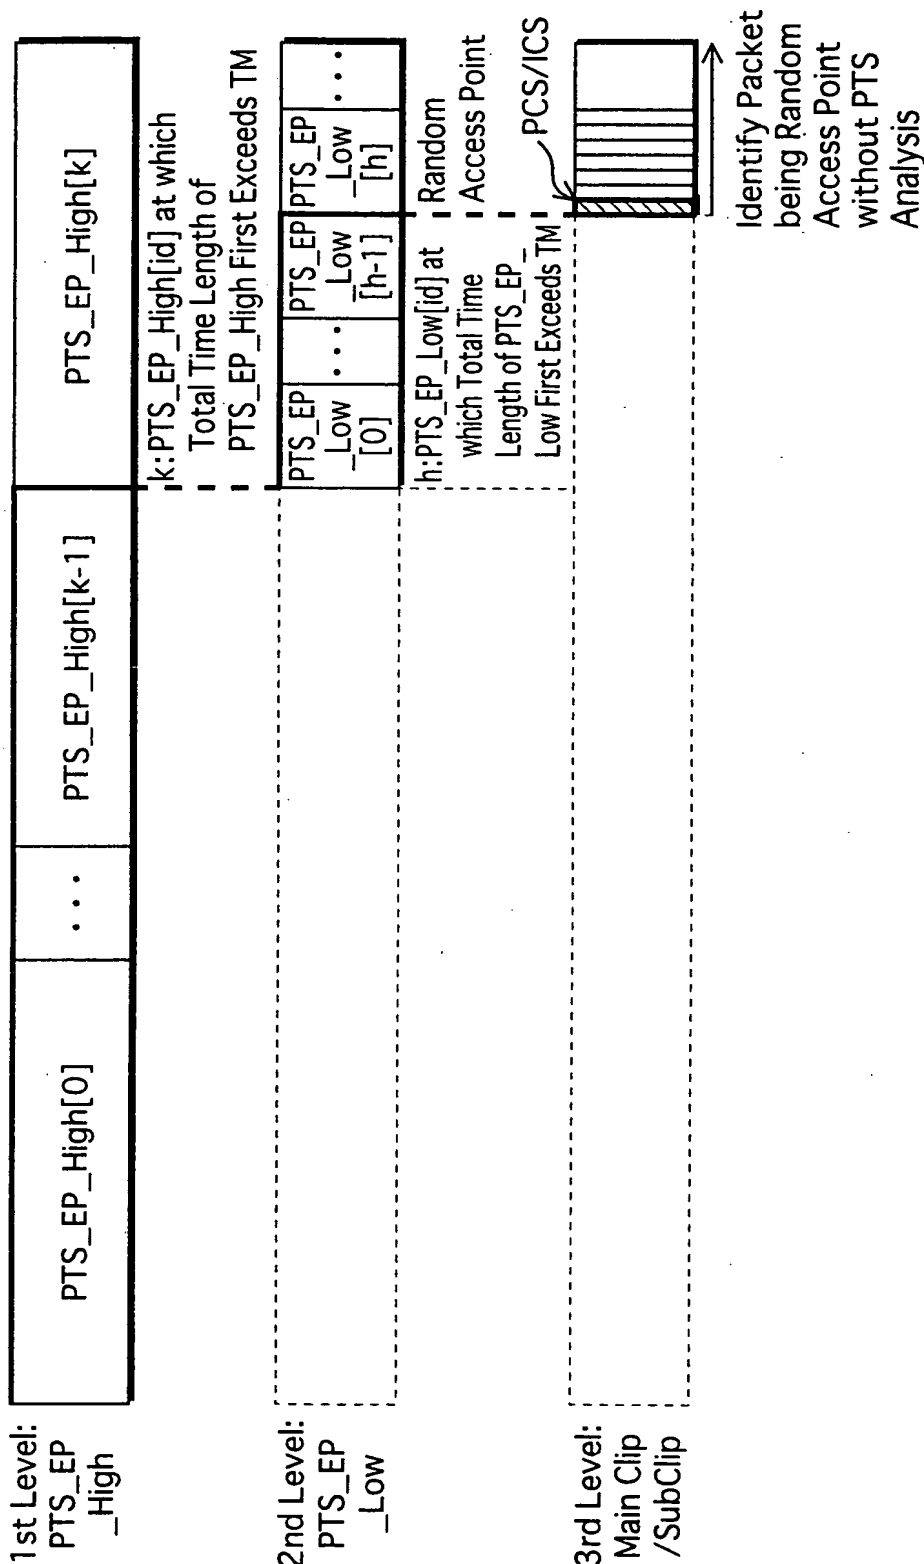 1st Level:
PTS_EP
_High
PTS_EP_High[0]
...
PTS_EP_High[k-1]
PTS_EP_High[k]
k:PTS_EP_High[id] at which
Total Time Length of
PTS_EP_High First Exceeds TM
2nd Level:
PTS_EP
_Low
PTS_EP
_Low
[0]
...
PTS_EP
_Low
[h-1]
PTS_EP
_Low
[h]
...
h:PTS_EP_Low[id] at
which Total Time
Length of PTS_EP_
Low First Exceeds TM
Random
Access Point
3rd Level:
Main Clip
/SubClip
PCS/ICS
Identify Packet
being Random
Access Point
without PTS
Analysis